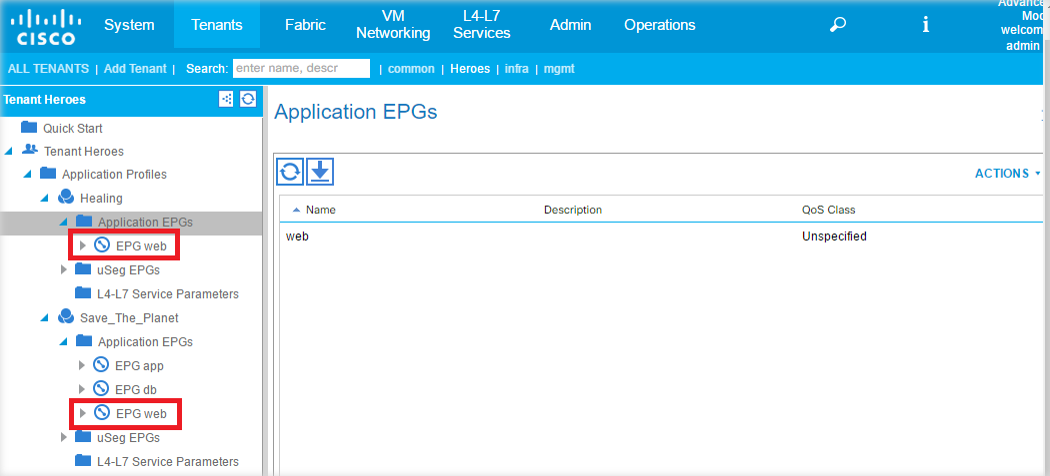 CISCO
System
Tenants
Fabric
VM
Networking
L4-L7
Services
Admin
Operations
i
Advance
Mod
welcom
admin
ALL TENANTS | Add Tenant | Search: enter name, descr | common | Heroes | infra | mgmt
Tenant Heroes
Quick Start
Tenant Heroes
Application Profiles
Healing
Application EPGs
EPG web
uSeg EPGs
L4-L7 Service Parameters
Save_The_Planet
Application EPGs
EPG app
EPG db
EPG web
uSeg EPGs
L4-L7 Service Parameters
Application EPGs
ACTIONS
Name Description QoS Class
web Unspecified